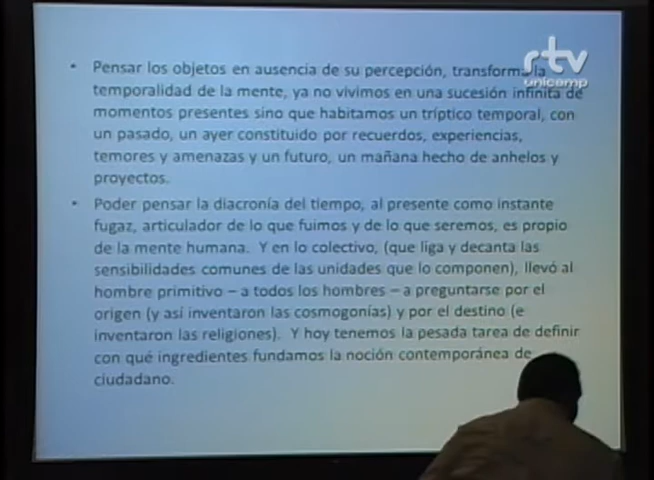 rtv
unicamp
• Pensar los objetos en ausencia de su percepción, transforma la
temporalidad de la mente, ya no vivimos en una sucesión infinita de
momentos presentes sino que habitamos un tríptico temporal, con
un pasado, un ayer constituido por recuerdos, experiencias,
temores y amenazas y un futuro, un mañana hecho de anhelos y
proyectos.
• Poder pensar la diacronía del tiempo, al presente como instante
fugaz, articulador de lo que fuimos y de lo que seremos, es propio
de la mente humana. Y en lo colectivo, (que liga y decanta las
sensibilidades comunes de las unidades que lo componen), llevó al
hombre primitivo – a todos los hombres – a preguntarse por el
origen (y así inventaron las cosmogonías) y por el destino (e
inventaron las religiones). Y hoy tenemos la pesada tarea de definir
con qué ingredientes fundamos la noción contemporánea de
ciudadano.